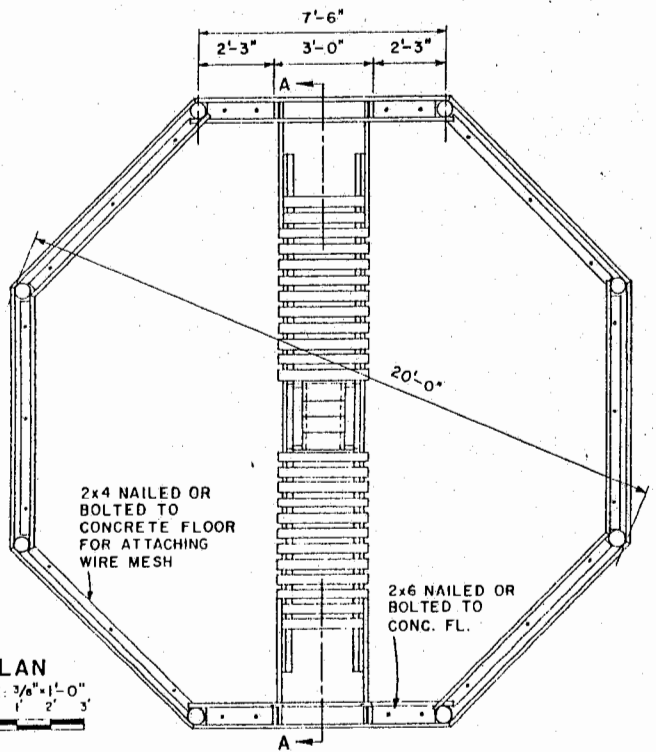 7'-6"
2'-3" 3'-0" 2'-3"
A
20'-0"
2x4 NAILED OR
BOLTED TO
CONCRETE FLOOR
FOR ATTACHING
WIRE MESH
2x6 NAILED OR
BOLTED TO
CONC. FL.
LAN
: 3/8"=1'-0"
1' 2' 3'
A